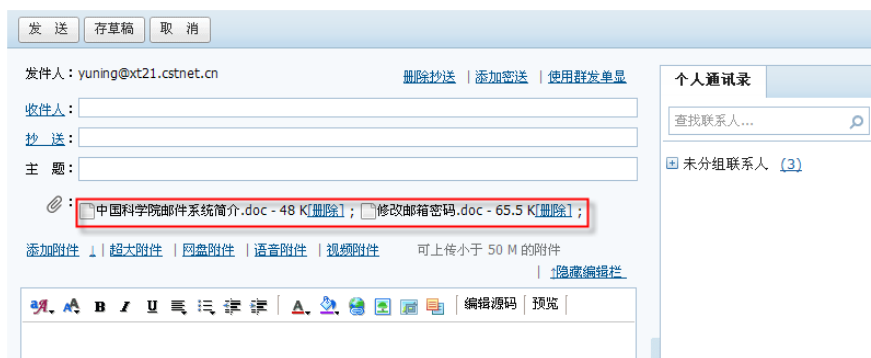 发 送 存草稿 取 消
发件人：yuning@xt21.cstnet.cn 删除抄送 | 添加密送 | 使用群发单显
收件人：
抄 送：
主 题：
：中国科学院邮件系统简介.doc - 48 K[删除] ; 修改邮箱密码.doc - 65.5 K[删除] ;
添加附件 ↓ | 超大附件 | 网盘附件 | 语音附件 | 视频附件 可上传小于 50 M 的附件
| ↑隐藏编辑栏
B I U A 编辑源码 预览
个人通讯录
查找联系人...
未分组联系人 (3)